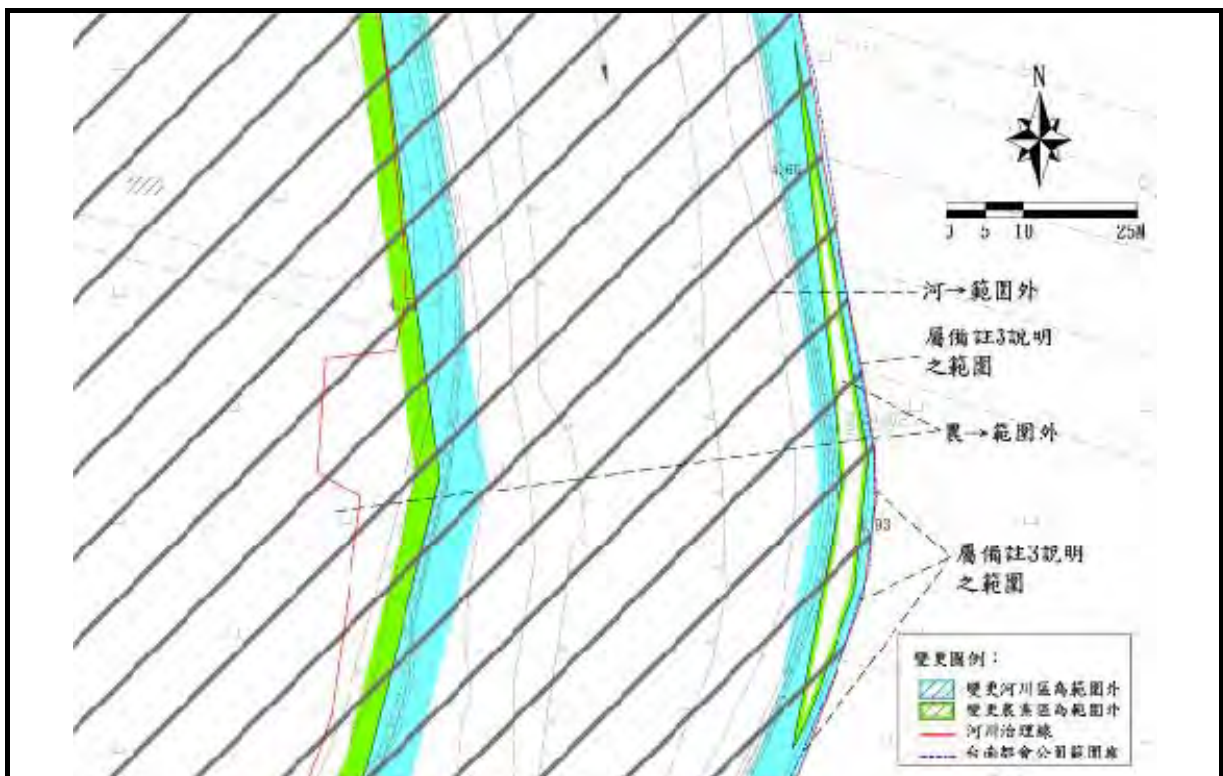 N
0 5 10 25M
4.66
河→範圍外
屬備註3說明
之範圍
農→範圍外
.93
屬備註3說明
之範圍
變更圖例：
變更河川區為範圍外
變更農業區為範圍外
河川治理線
台南都會公園範圍線